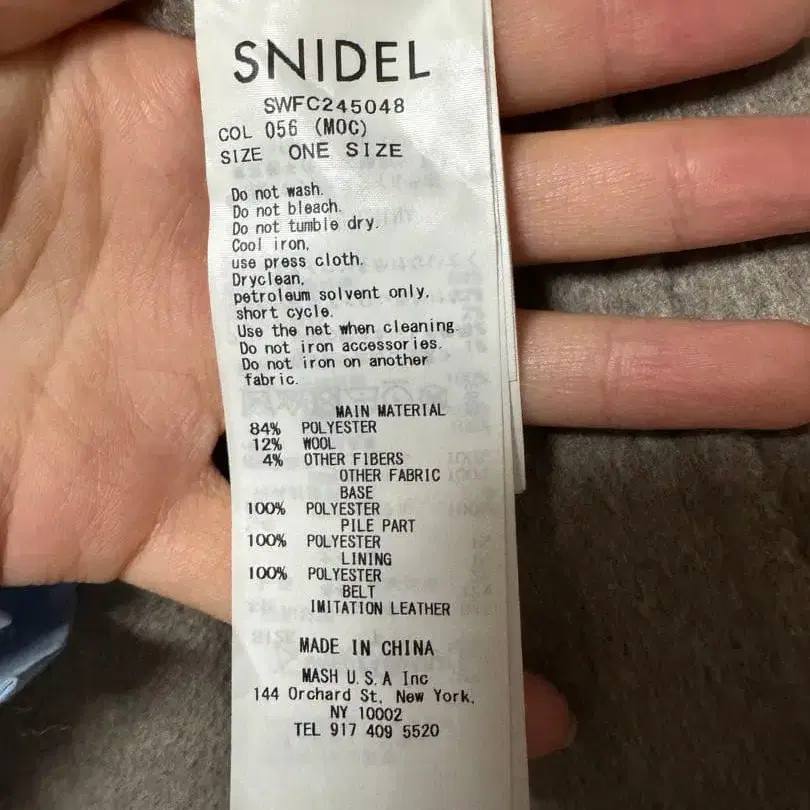 SNIDEL
SWFC245048
COL 056 (MOC)
SIZE ONE SIZE
Do not wash.
Do not bleach.
Do not tumble dry.
Cool iron,
use press cloth.
Dryclean,
petroleum solvent only,
short cycle.
Use the net when cleaning.
Do not iron accessories.
Do not iron on another
fabric.
MAIN MATERIAL
84% POLYESTER
12% WOOL
4% OTHER FIBERS
OTHER FABRIC
BASE
100% POLYESTER
PILE PART
100% POLYESTER
LINING
100% POLYESTER
BELT
IMITATION LEATHER
MADE IN CHINA
MASH U.S.A Inc
144 Orchard St, New York,
NY 10002
TEL 917 409 5520